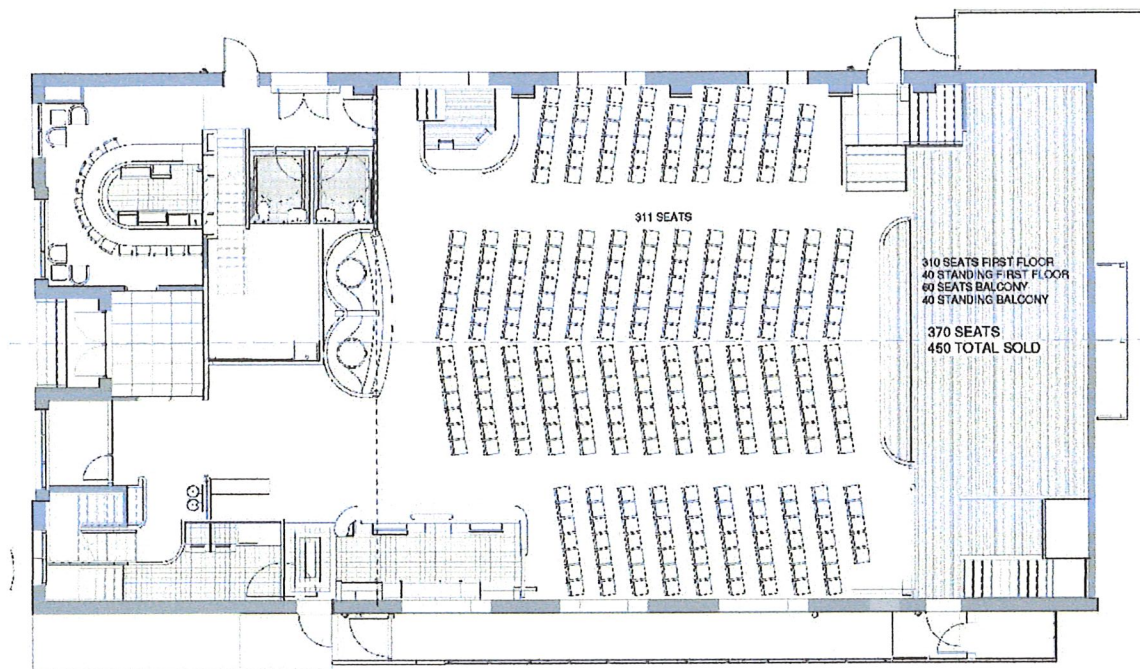 311 SEATS
310 SEATS FIRST FLOOR
40 STANDING FIRST FLOOR
60 SEATS BALCONY
40 STANDING BALCONY
370 SEATS
450 TOTAL SOLD